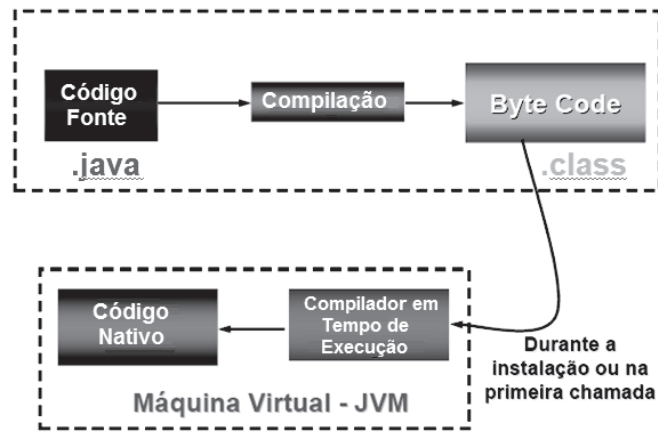 Código
Fonte
.java
Compilação
Byte Code
.class
Durante a
instalação ou na
primeira chamada
Compilador em
Tempo de
Execução
Código
Nativo
Máquina Virtual - JVM